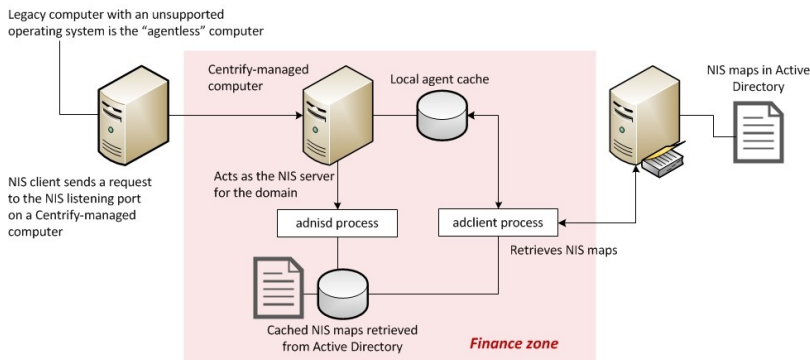 Legacy computer with an unsupported
operating system is the “agentless” computer
Centrify-managed
computer
Local agent cache
NIS maps in Active
Directory
NIS client sends a request
to the NIS listening port
on a Centrify-managed
computer
Acts as the NIS server
for the domain
adnisd process
adclient process
Retrieves NIS maps
Cached NIS maps retrieved
from Active Directory
Finance zone